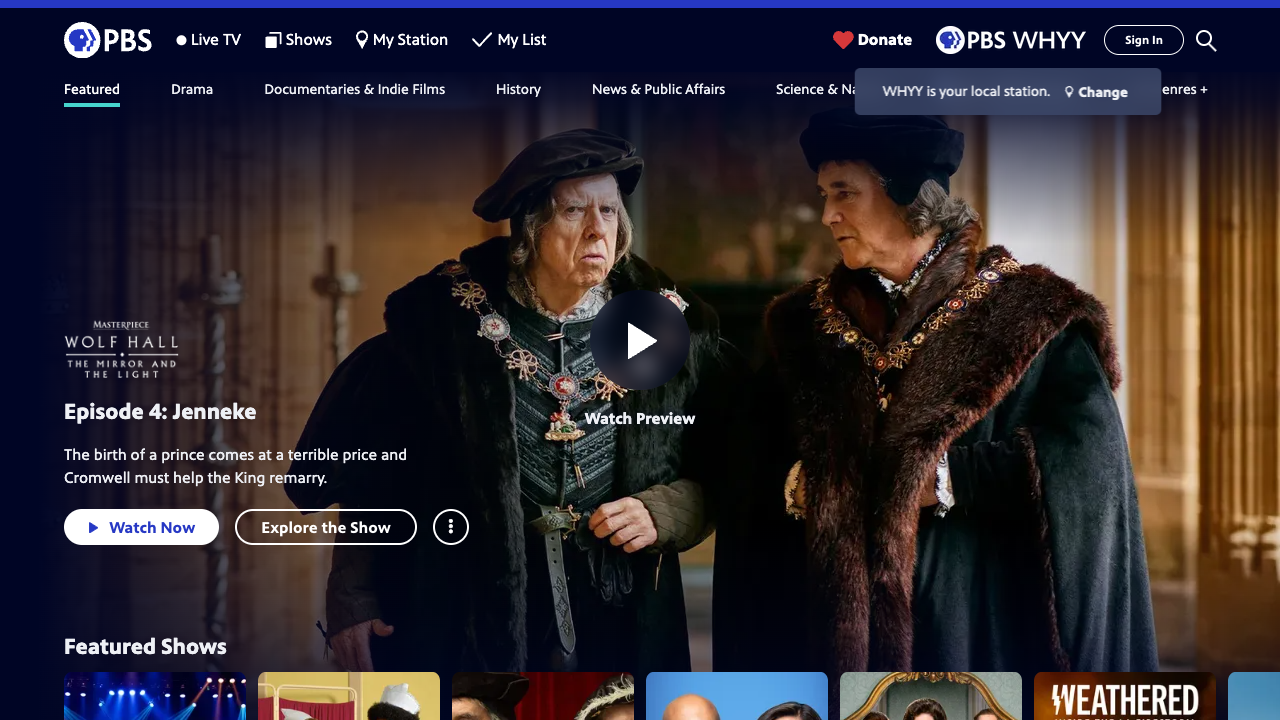 PBS
Live TV
Shows
My Station
My List
Donate
PBS WHYY
Sign In
Featured
Drama
Documentaries & Indie Films
History
News & Public Affairs
Science & Na
enres +
WHYY is your local station.
Change
MASTERPIECE
WOLF HALL
THE MIRROR AND
THE LIGHT
Episode 4: Jenneke
Watch Preview
The birth of a prince comes at a terrible price and
Cromwell must help the King remarry.
Watch Now
Explore the Show
Featured Shows
WEATHERED